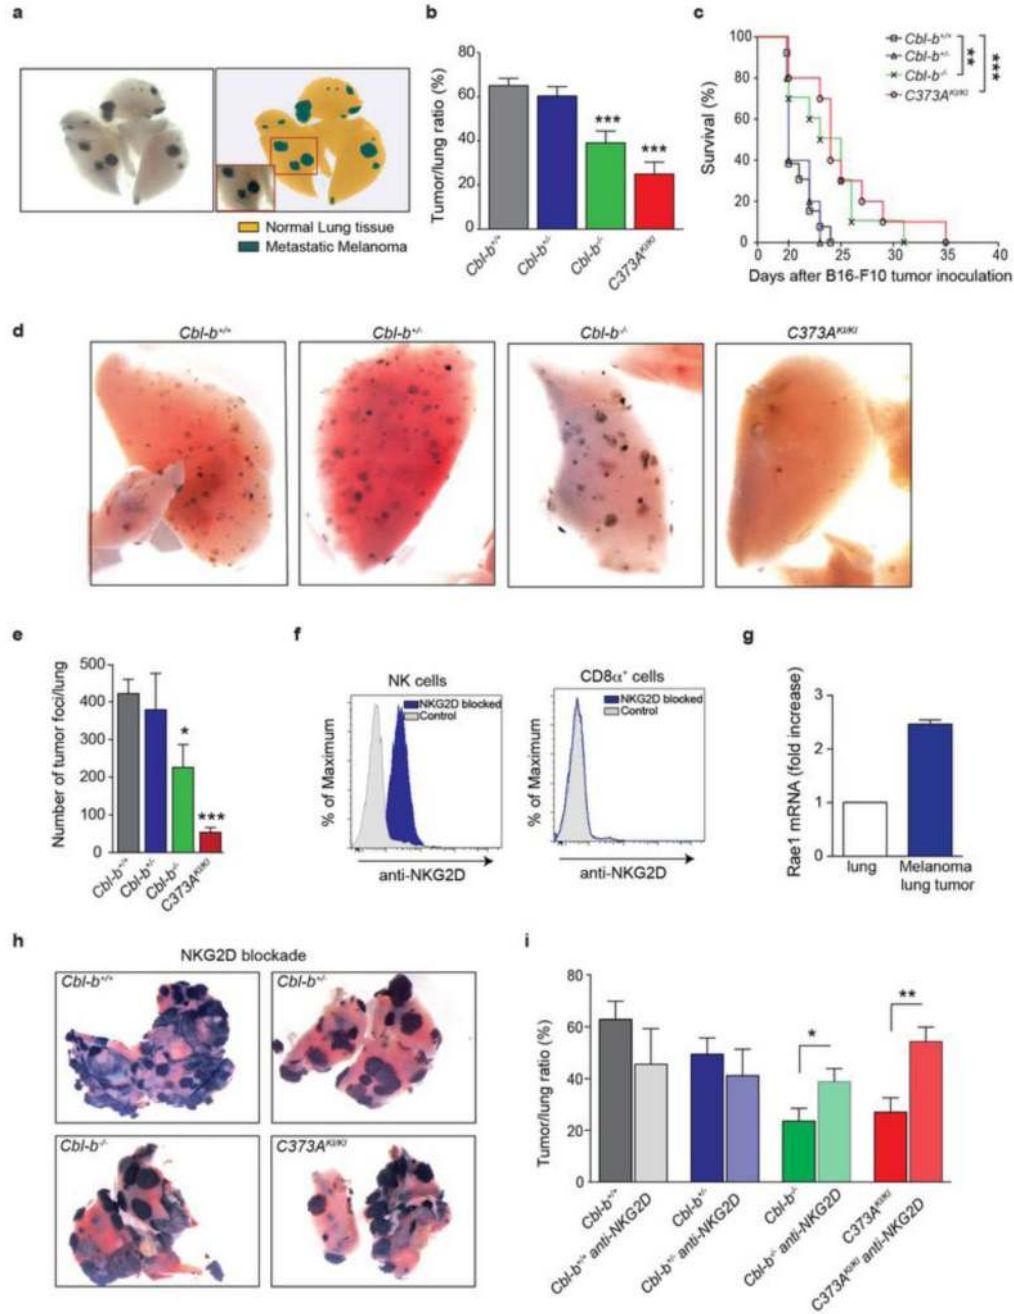 a
Normal Lung tissue
Metastatic Melanoma
b
Tumor/lung ratio (%)
80
60
40
20
0
***
***
Cbl-b+/+
Cbl-b+/-
Cbl-b-/-
C373AKI/KI
c
Survival (%)
100
80
60
40
20
0
0 20 25 30 35 40
Days after B16-F10 tumor inoculation
Cbl-b+/+
Cbl-b+/-
Cbl-b-/-
C373AKI/KI
**
***
d
Cbl-b+/+
Cbl-b+/-
Cbl-b-/-
C373AKI/KI
e
Number of tumor foci/lung
500
400
300
200
100
0
*
***
Cbl-b+/+
Cbl-b+/-
Cbl-b-/-
C373AKI/KI
f
NK cells
NKG2D blocked
Control
% of Maximum
anti-NKG2D
CD8α+ cells
NKG2D blocked
Control
% of Maximum
anti-NKG2D
g
Rae1 mRNA (fold increase)
3
2
1
0
lung
Melanoma
lung tumor
h
NKG2D blockade
Cbl-b+/+
Cbl-b+/-
Cbl-b-/-
C373AKI/KI
i
Tumor/lung ratio (%)
80
60
40
20
0
*
**
Cbl-b+/+
Cbl-b+/+ anti-NKG2D
Cbl-b+/-
Cbl-b+/- anti-NKG2D
Cbl-b-/-
Cbl-b-/- anti-NKG2D
C373AKI/KI
C373AKI/KI anti-NKG2D